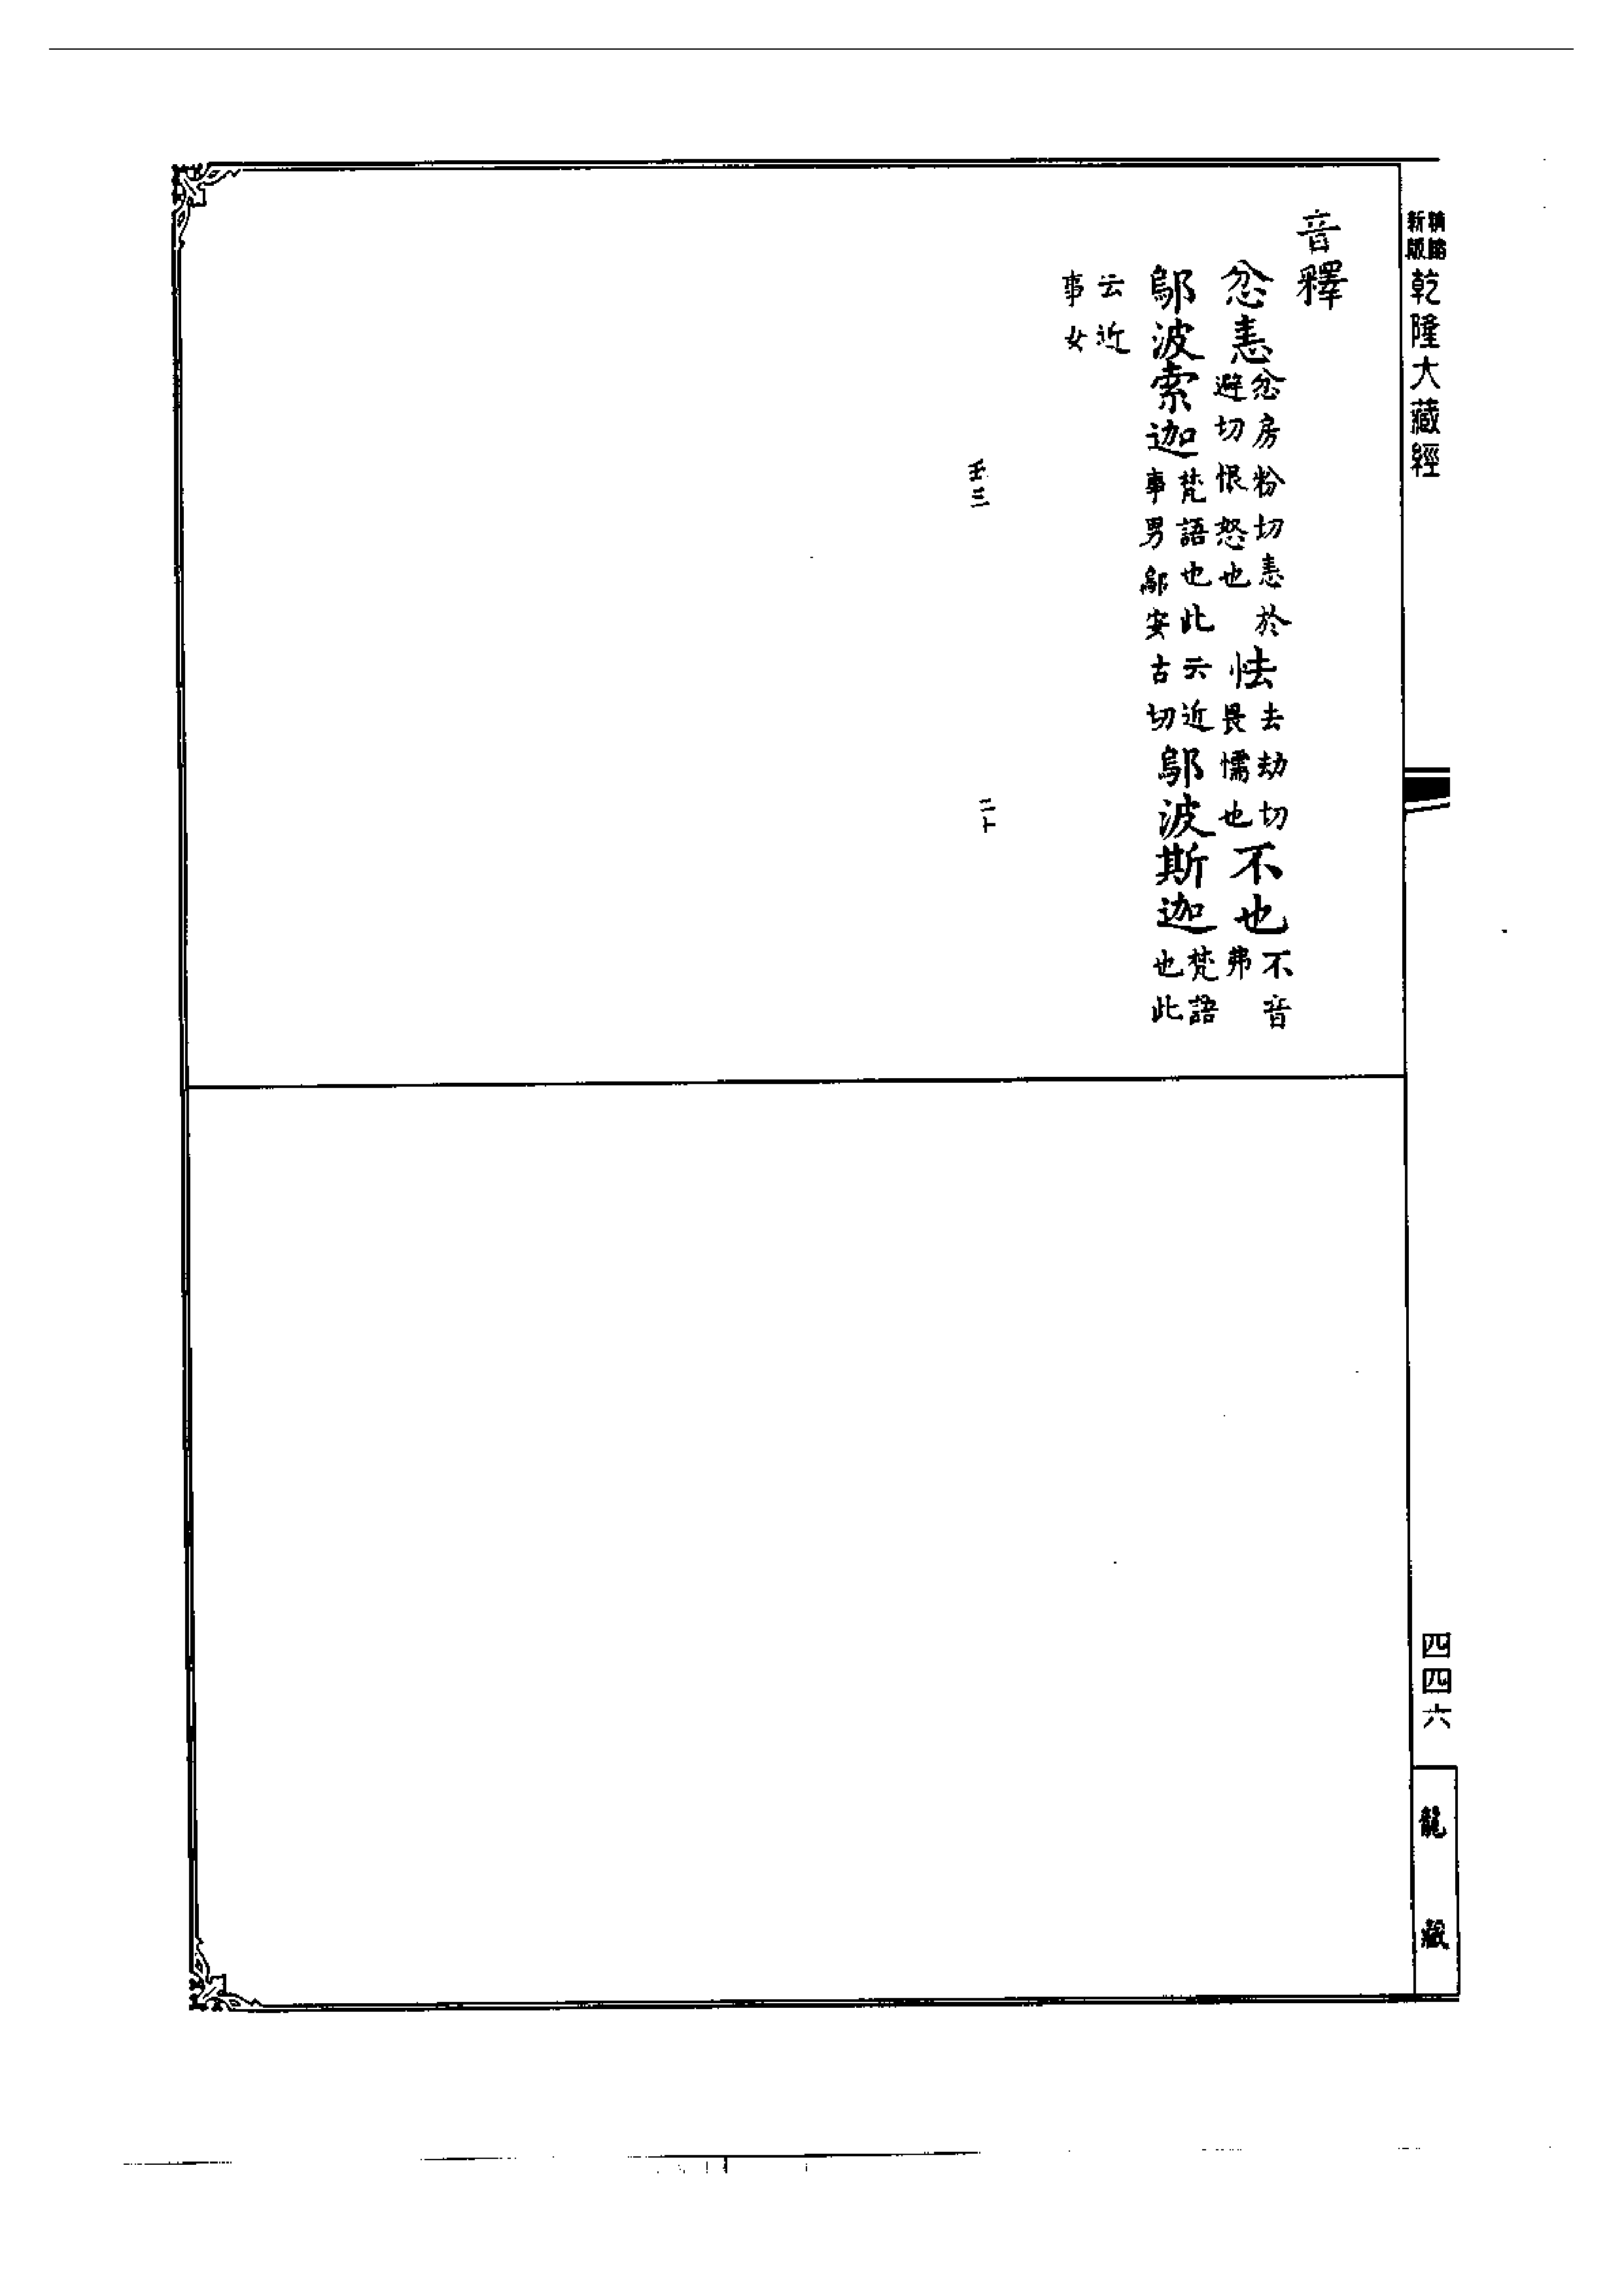 精縮
新版
乾隆大藏經
音釋
忿恚忿房粉切恚於避切恨怒也怯去劫切畏懦也不也不音弗
鄔波索迦梵語也此云近事男鄔安古切鄔波斯迦梵語也此
云近事女
三
二十
四四六
龍藏